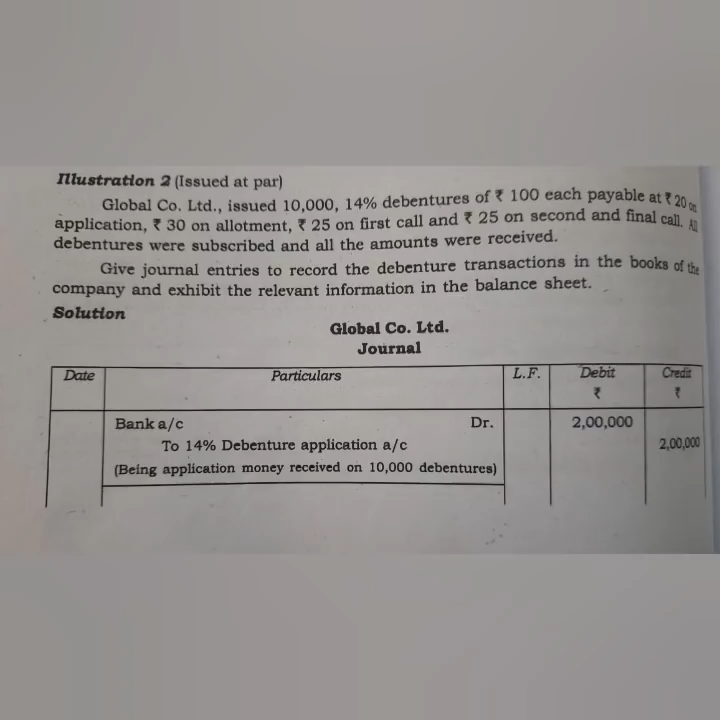 Illustration 2 (Issued at par)
Global Co. Ltd., issued 10,000, 14% debentures of ₹ 100 each payable at ₹ 20 on
application, ₹ 30 on allotment, ₹ 25 on first call and ₹ 25 on second and final call. All
debentures were subscribed and all the amounts were received.
Give journal entries to record the debenture transactions in the books of the
company and exhibit the relevant information in the balance sheet.
Solution
Global Co. Ltd.
Journal
Date Particulars L.F. Debit ₹ Credit ₹
Bank a/c Dr. 2,00,000
To 14% Debenture application a/c 2,00,000
(Being application money received on 10,000 debentures)